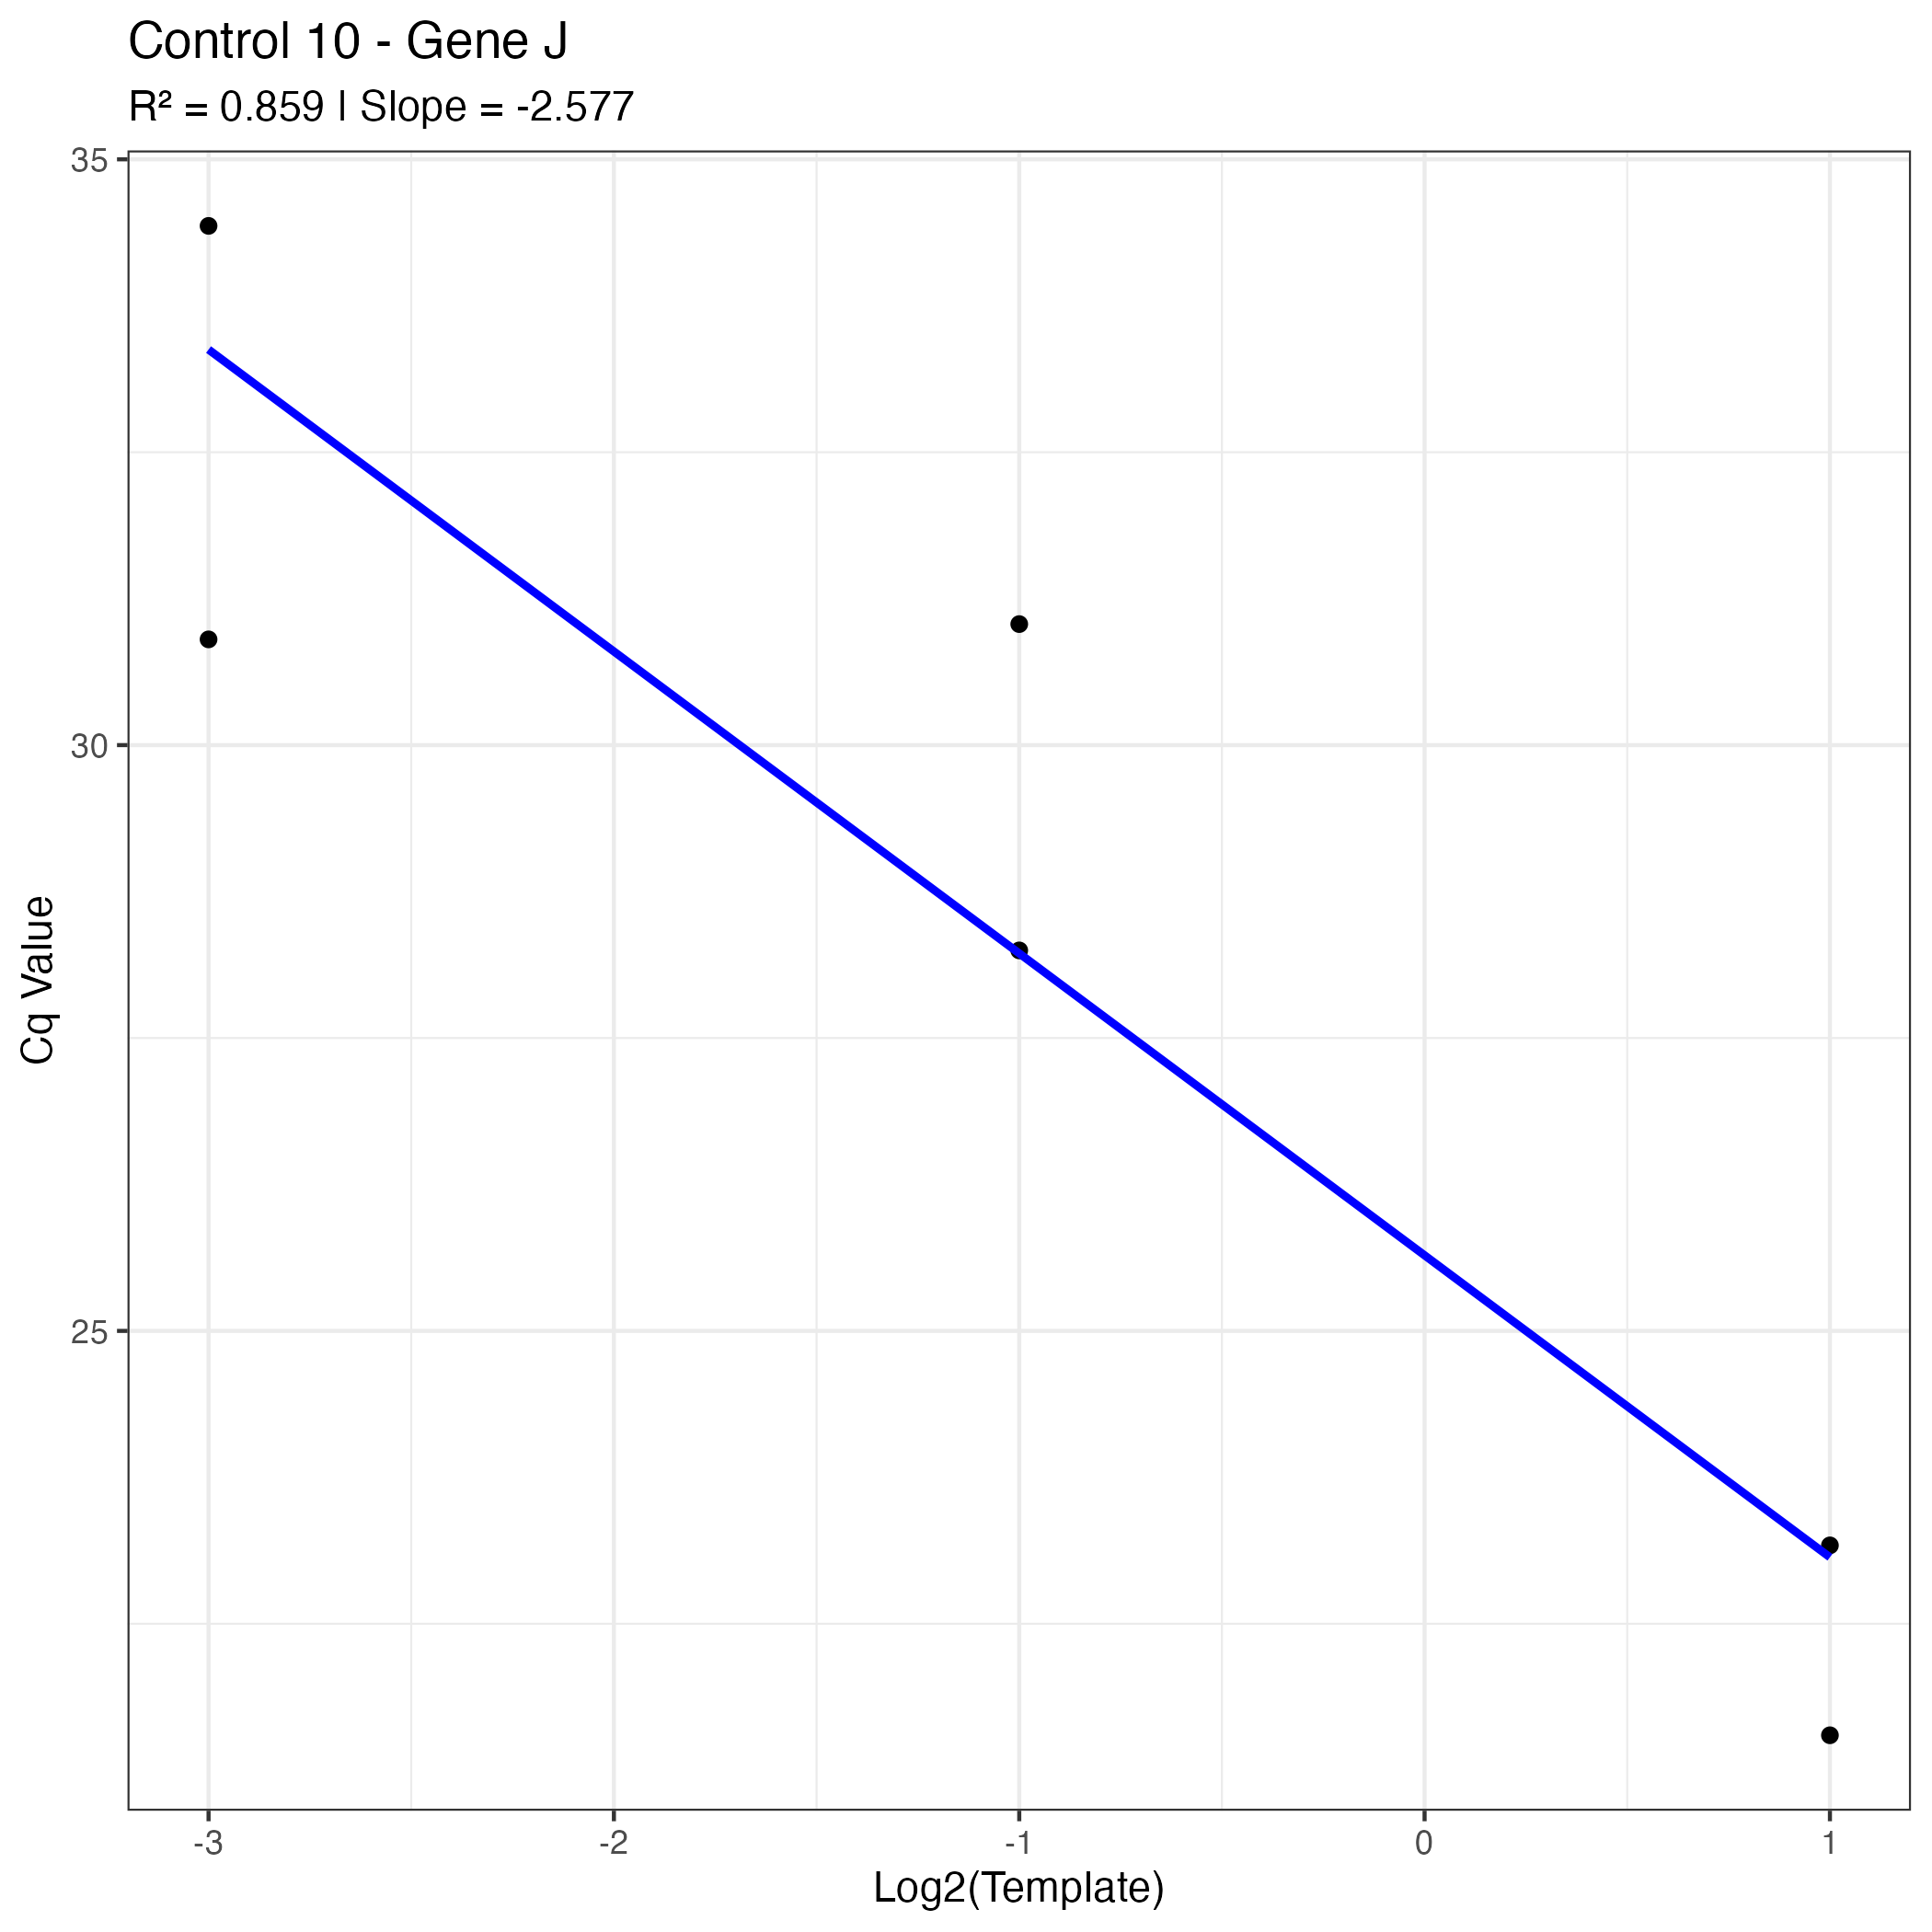 Control 10 - Gene J
R² = 0.859 | Slope = -2.577
35
30
25
Cq Value
-3
-2
-1
0
1
Log2(Template)